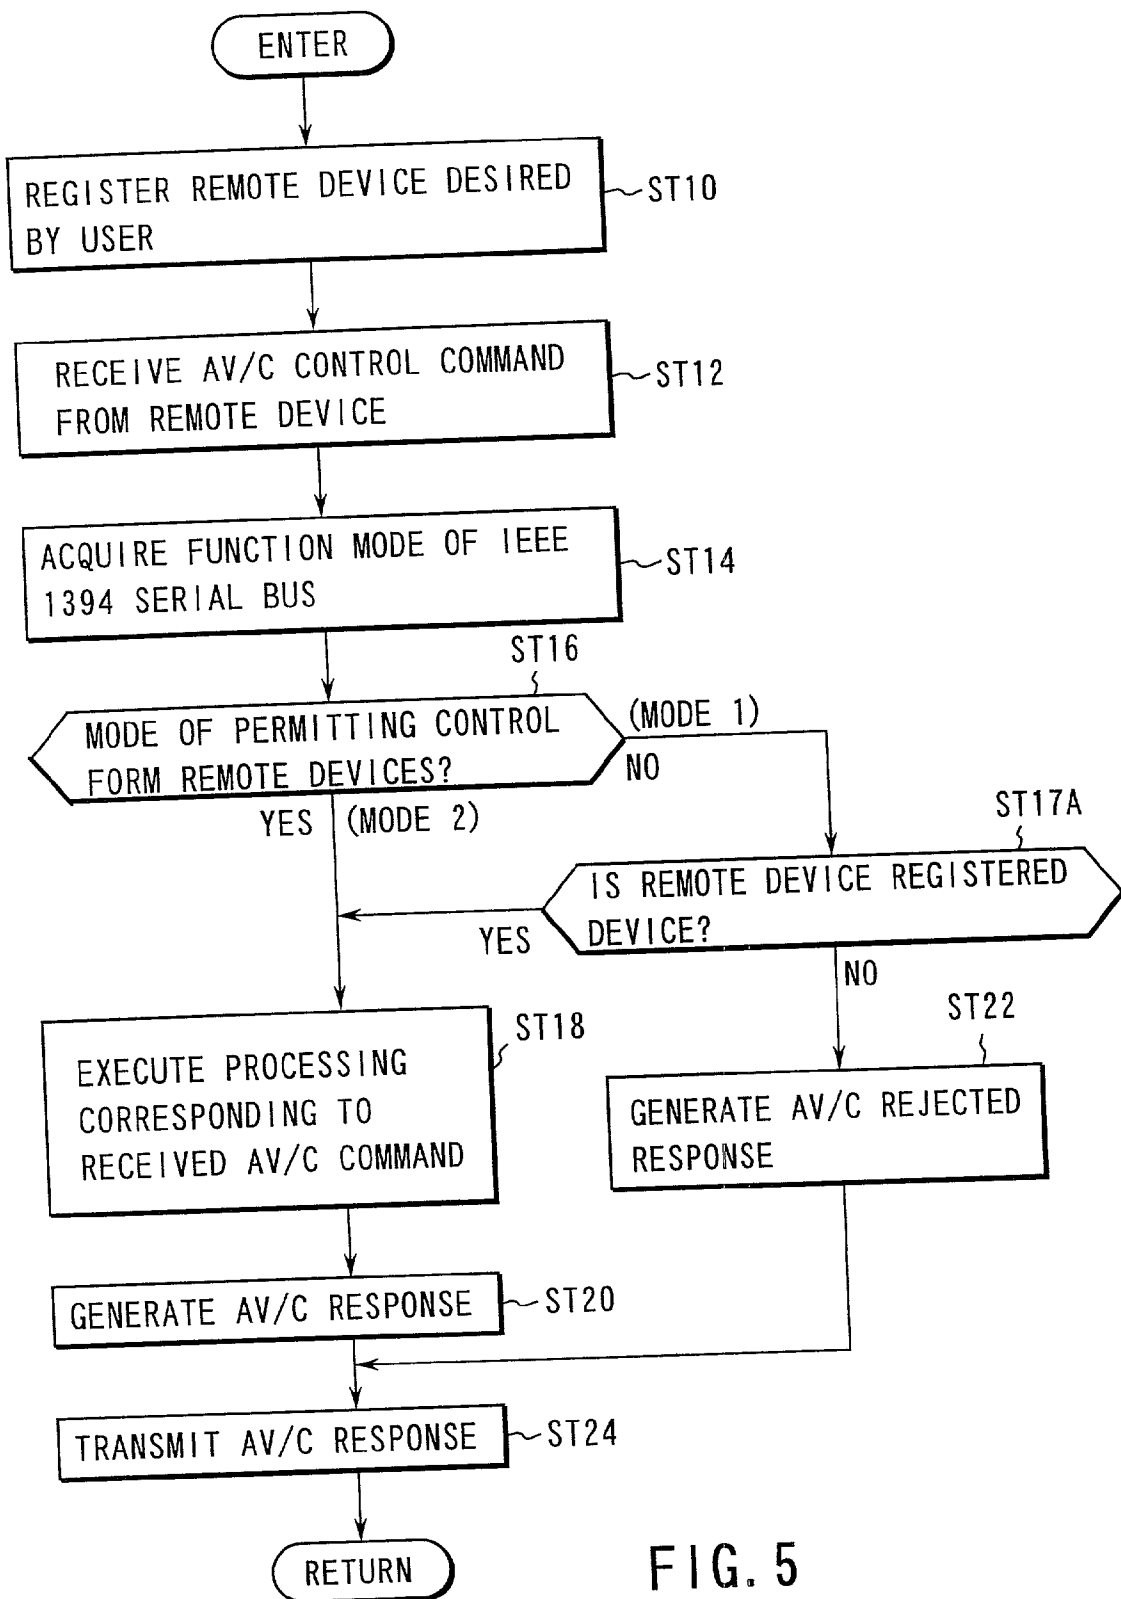 ENTER
REGISTER REMOTE DEVICE DESIRED
BY USER
ST10
RECEIVE AV/C CONTROL COMMAND
FROM REMOTE DEVICE
ST12
ACQUIRE FUNCTION MODE OF IEEE
1394 SERIAL BUS
ST14
ST16
MODE OF PERMITTING CONTROL
FORM REMOTE DEVICES?
(MODE 1)
NO
YES (MODE 2)
ST17A
IS REMOTE DEVICE REGISTERED
DEVICE?
YES
NO
ST18
EXECUTE PROCESSING
CORRESPONDING TO
RECEIVED AV/C COMMAND
ST22
GENERATE AV/C REJECTED
RESPONSE
GENERATE AV/C RESPONSE
ST20
TRANSMIT AV/C RESPONSE
ST24
RETURN
FIG. 5